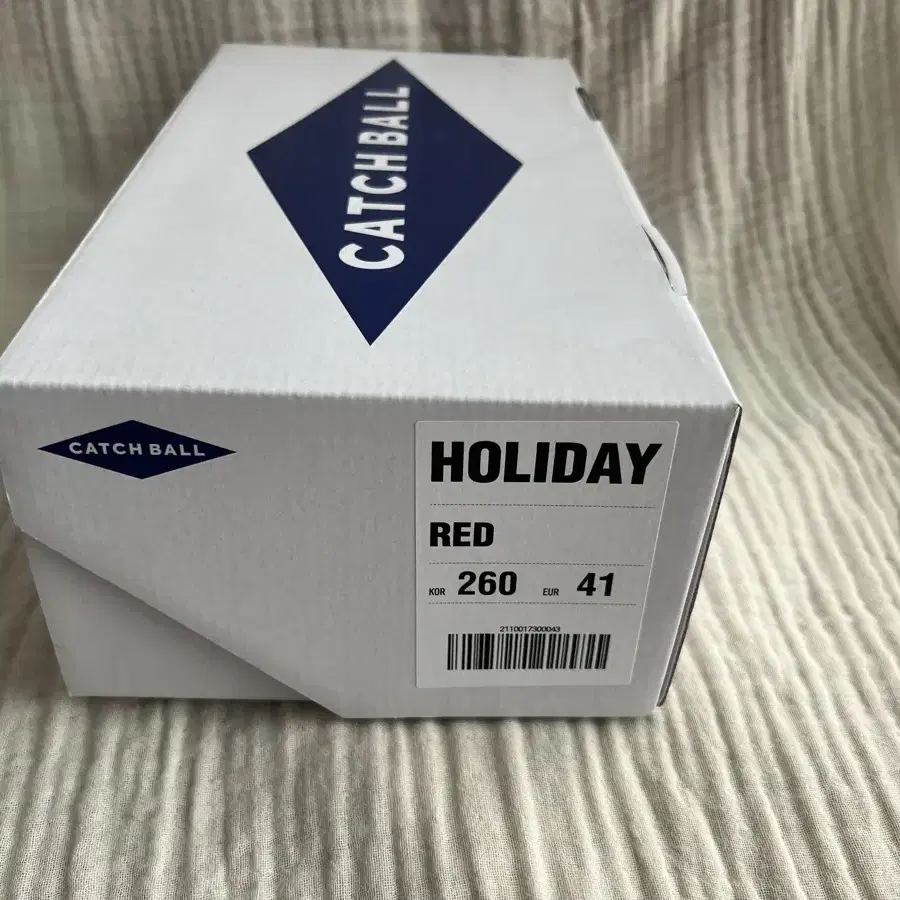 CATCH BALL
CATCH BALL
HOLIDAY
RED
KOR 260 EUR 41
2110017300043